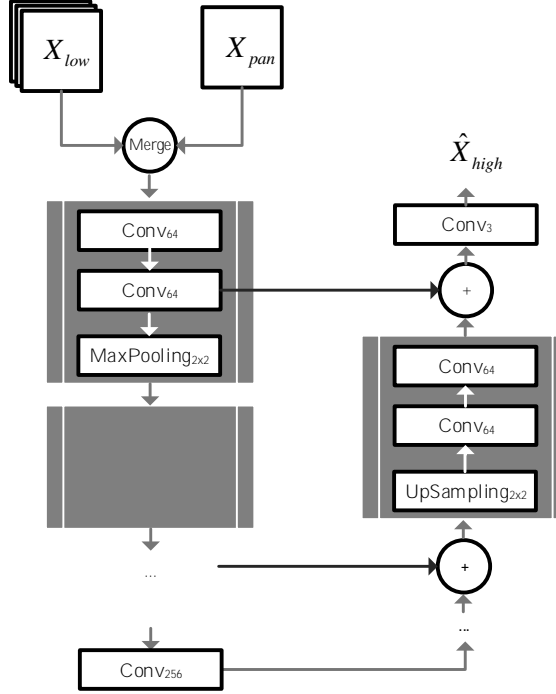 X_low
X_pan
Merge
Conv₆₄
Conv₆₄
MaxPooling₂ₓ₂
...
Conv₂₅₆
X̂_high
Conv₃
+
Conv₆₄
Conv₆₄
UpSampling₂ₓ₂
+
...